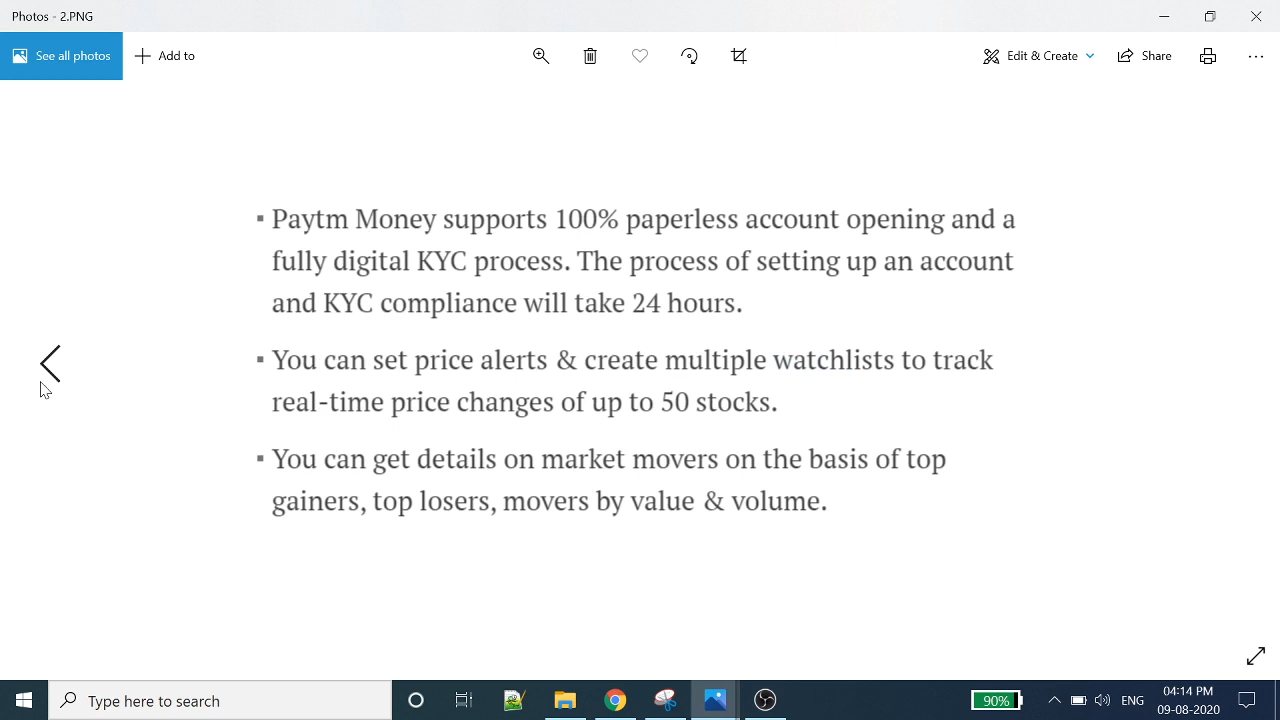 Photos - 2.PNG
See all photos Add to Edit & Create Share
▪ Paytm Money supports 100% paperless account opening and a
fully digital KYC process. The process of setting up an account
and KYC compliance will take 24 hours.
▪ You can set price alerts & create multiple watchlists to track
real-time price changes of up to 50 stocks.
▪ You can get details on market movers on the basis of top
gainers, top losers, movers by value & volume.
Type here to search 90% ENG 04:14 PM
09-08-2020